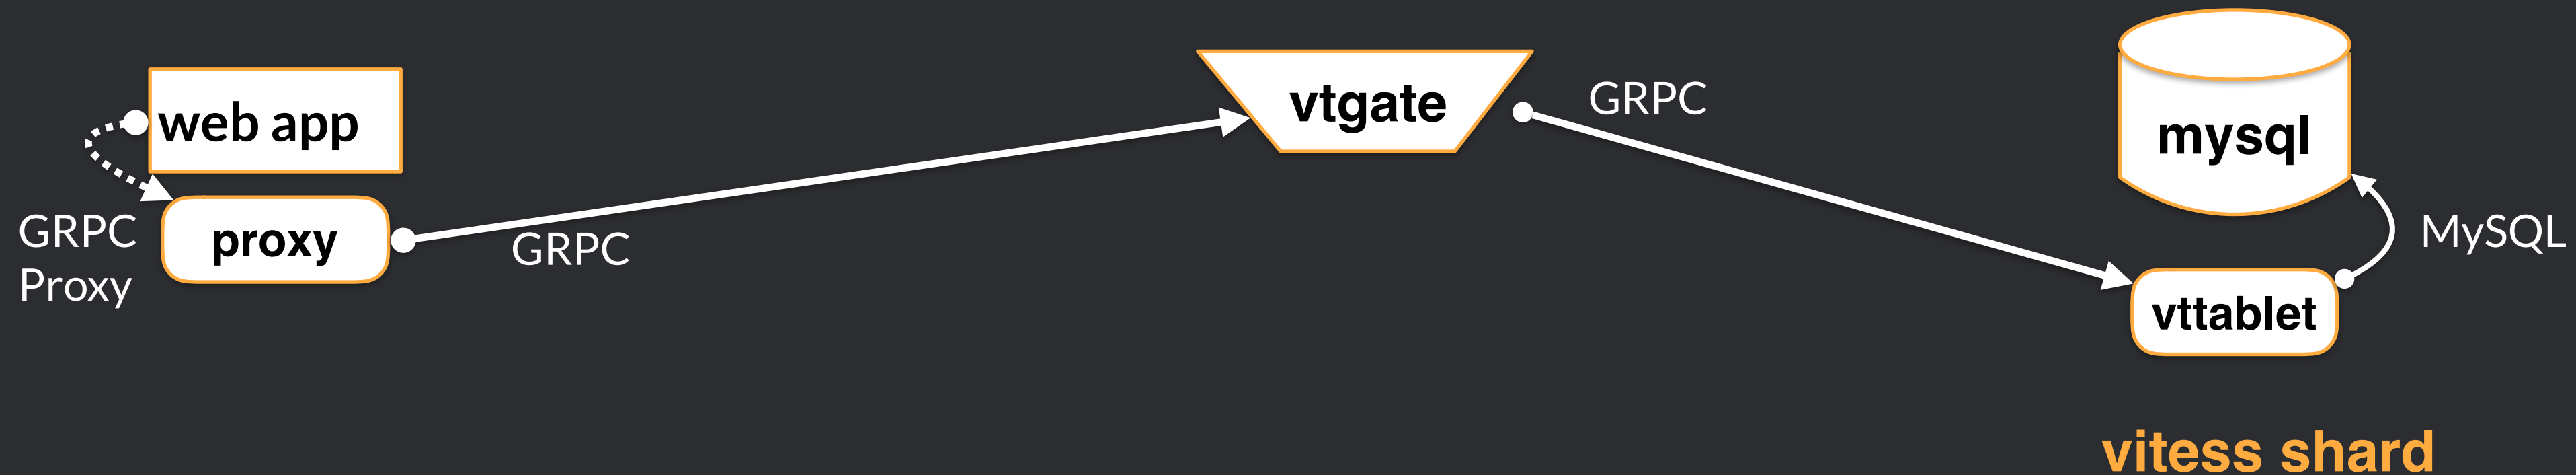 web app
GRPC
Proxy
proxy
GRPC
vtgate
GRPC
mysql
MySQL
vttablet
vitess shard